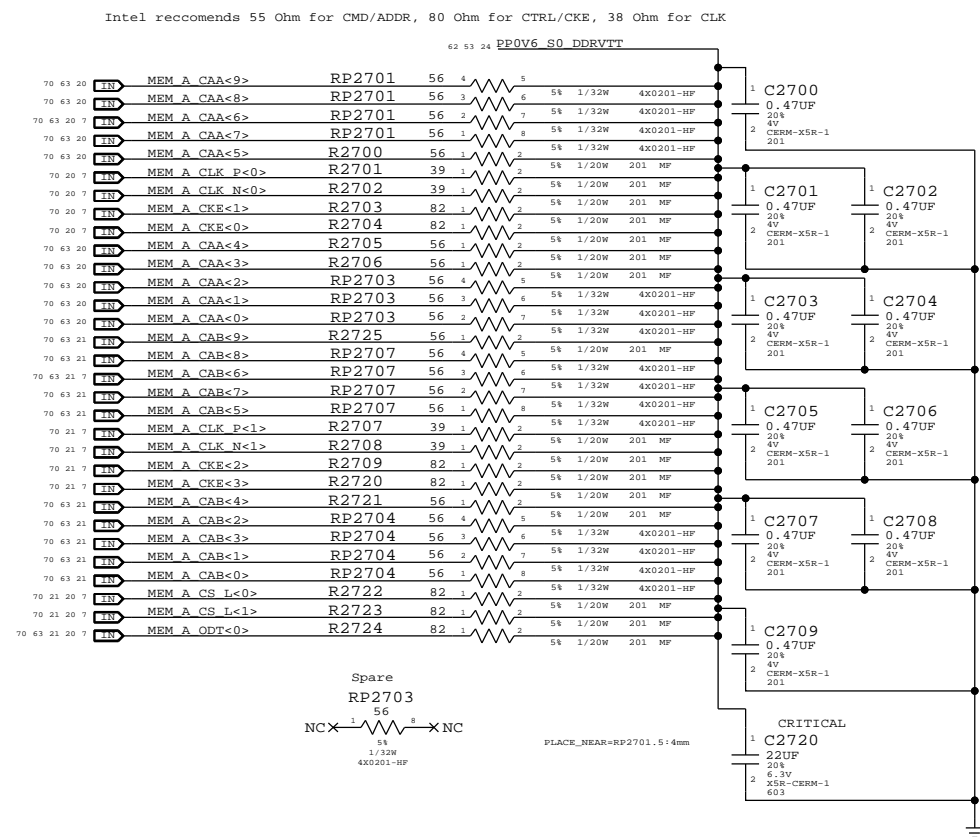 Intel reccomends 55 Ohm for CMD/ADDR, 80 Ohm for CTRL/CKE, 38 Ohm for CLK
62 53 24 PP0V6_S0_DDRVTT
70 63 20 IN MEM_A_CAA<9> RP2701 56 4 5 5% 1/32W 4X0201-HF
70 63 20 IN MEM_A_CAA<8> RP2701 56 3 6 5% 1/32W 4X0201-HF
70 63 20 7 IN MEM_A_CAA<6> RP2701 56 2 7 5% 1/32W 4X0201-HF
70 63 20 IN MEM_A_CAA<7> RP2701 56 1 8 5% 1/32W 4X0201-HF
70 63 20 IN MEM_A_CAA<5> R2700 56 1 2 5% 1/20W 201 MF
70 20 7 IN MEM_A_CLK_P<0> R2701 39 1 2 5% 1/20W 201 MF
70 20 7 IN MEM_A_CLK_N<0> R2702 39 1 2 5% 1/20W 201 MF
70 20 7 IN MEM_A_CKE<1> R2703 82 1 2 5% 1/20W 201 MF
70 20 7 IN MEM_A_CKE<0> R2704 82 1 2 5% 1/20W 201 MF
70 63 20 IN MEM_A_CAA<4> R2705 56 1 2 5% 1/20W 201 MF
70 63 20 IN MEM_A_CAA<3> R2706 56 1 2 5% 1/20W 201 MF
70 63 20 IN MEM_A_CAA<2> RP2703 56 4 5 5% 1/32W 4X0201-HF
70 63 20 IN MEM_A_CAA<1> RP2703 56 3 6 5% 1/32W 4X0201-HF
70 63 20 IN MEM_A_CAA<0> RP2703 56 2 7 5% 1/32W 4X0201-HF
70 63 21 IN MEM_A_CAB<9> R2725 56 1 2 5% 1/20W 201 MF
70 63 21 IN MEM_A_CAB<8> RP2707 56 4 5 5% 1/32W 4X0201-HF
70 63 21 7 IN MEM_A_CAB<6> RP2707 56 3 6 5% 1/32W 4X0201-HF
70 63 21 IN MEM_A_CAB<7> RP2707 56 2 7 5% 1/32W 4X0201-HF
70 63 21 IN MEM_A_CAB<5> RP2707 56 1 8 5% 1/32W 4X0201-HF
70 21 7 IN MEM_A_CLK_P<1> R2707 39 1 2 5% 1/20W 201 MF
70 21 7 IN MEM_A_CLK_N<1> R2708 39 1 2 5% 1/20W 201 MF
70 21 7 IN MEM_A_CKE<2> R2709 82 1 2 5% 1/20W 201 MF
70 21 7 IN MEM_A_CKE<3> R2720 82 1 2 5% 1/20W 201 MF
70 63 21 IN MEM_A_CAB<4> R2721 56 1 2 5% 1/20W 201 MF
70 63 21 IN MEM_A_CAB<2> RP2704 56 4 5 5% 1/32W 4X0201-HF
70 63 21 IN MEM_A_CAB<3> RP2704 56 3 6 5% 1/32W 4X0201-HF
70 63 21 IN MEM_A_CAB<1> RP2704 56 2 7 5% 1/32W 4X0201-HF
70 63 21 IN MEM_A_CAB<0> RP2704 56 1 8 5% 1/32W 4X0201-HF
70 21 20 7 IN MEM_A_CS_L<0> R2722 82 1 2 5% 1/20W 201 MF
70 21 20 7 IN MEM_A_CS_L<1> R2723 82 1 2 5% 1/20W 201 MF
70 63 21 20 7 IN MEM_A_ODT<0> R2724 82 1 2 5% 1/20W 201 MF
1 C2700
0.47UF
20%
4V
2 CERM-X5R-1
201
1 C2701 1 C2702
0.47UF 0.47UF
20% 20%
4V 4V
2 CERM-X5R-1 2 CERM-X5R-1
201 201
1 C2703 1 C2704
0.47UF 0.47UF
20% 20%
4V 4V
2 CERM-X5R-1 2 CERM-X5R-1
201 201
1 C2705 1 C2706
0.47UF 0.47UF
20% 20%
4V 4V
2 CERM-X5R-1 2 CERM-X5R-1
201 201
1 C2707 1 C2708
0.47UF 0.47UF
20% 20%
4V 4V
2 CERM-X5R-1 2 CERM-X5R-1
201 201
1 C2709
0.47UF
20%
4V
2 CERM-X5R-1
201
Spare
RP2703
56
NC 1 8 NC
5%
1/32W
4X0201-HF
PLACE_NEAR=RP2701.5:4mm
CRITICAL
1 C2720
22UF
20%
6.3V
2 X5R-CERM-1
603